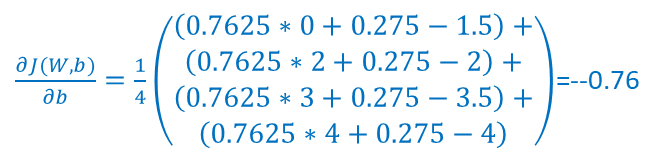 (0.7625 * 0 + 0.275 − 1.5) +
(0.7625 * 2 + 0.275 − 2) +
∂J(W,b)/∂b = 1/4 ( ) =--0.76
(0.7625 * 3 + 0.275 − 3.5) +
(0.7625 * 4 + 0.275 − 4)